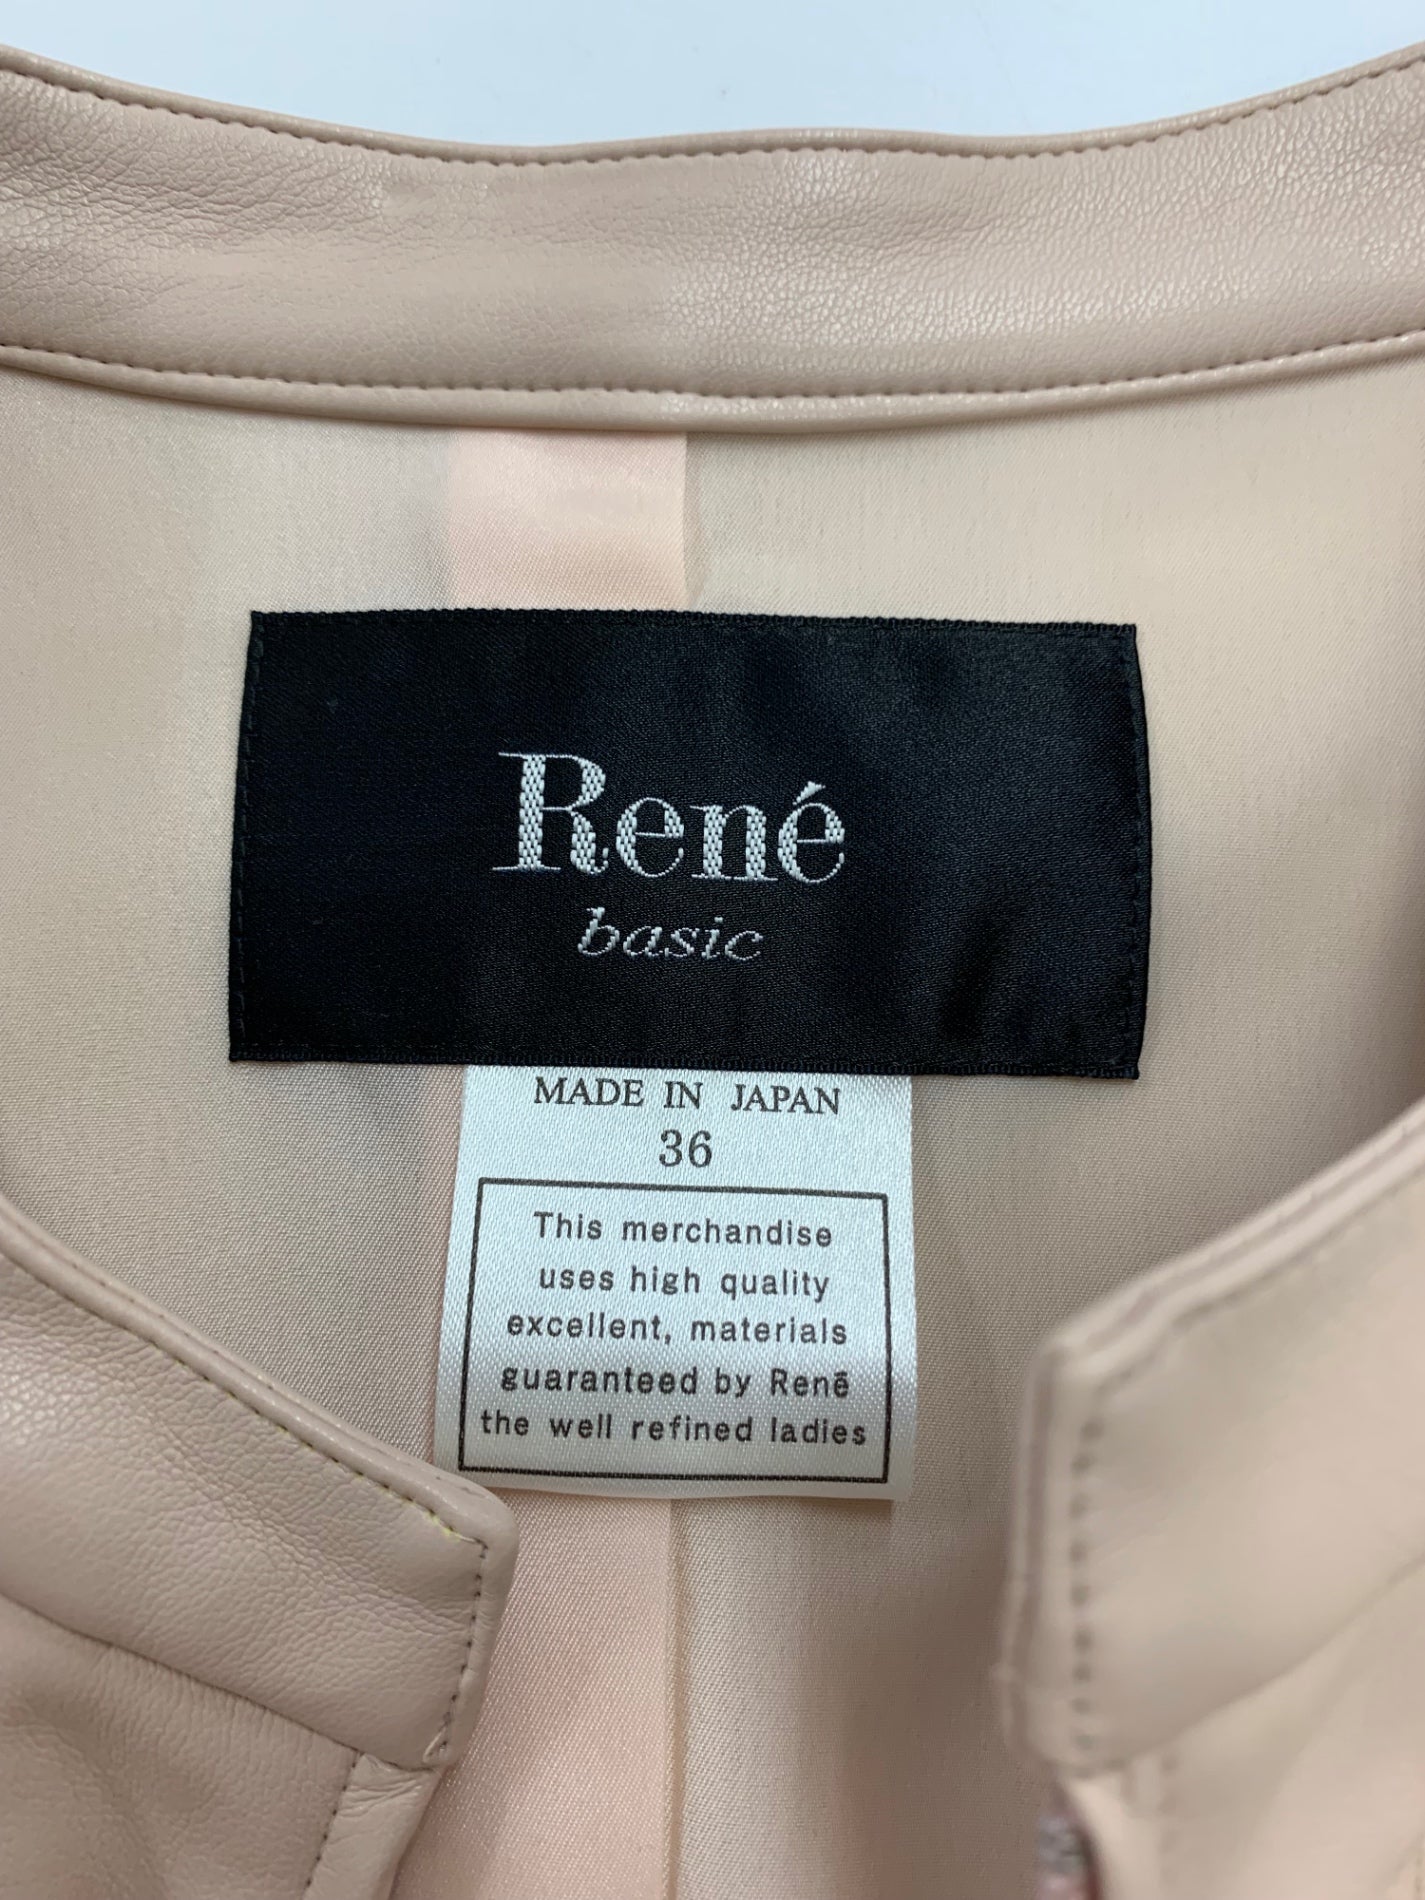 René
basic
MADE IN JAPAN
36
This merchandise
uses high quality
excellent, materials
guaranteed by René
the well refined ladies